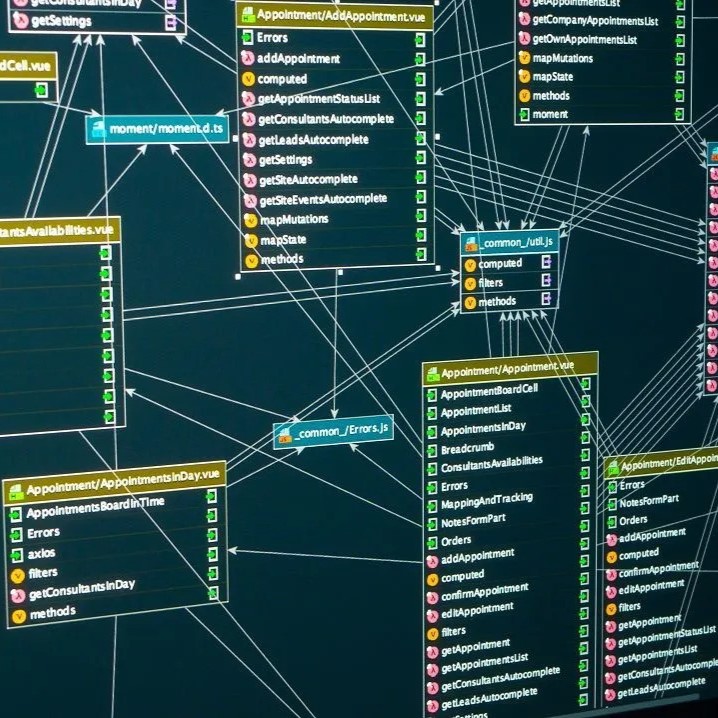 getConsultantsInDay
getSettings
dCell.vue
moment/moment.d.ts
Appointment/AddAppointment.vue
Errors
addAppointment
computed
getAppointmentStatusList
getConsultantsAutocomplete
getLeadsAutocomplete
getSettings
getSiteAutocomplete
getSiteEventsAutocomplete
mapMutations
mapState
methods
getAppointmentsList
getCompanyAppointmentsList
getOwnAppointmentsList
mapMutations
mapState
methods
moment
tantsAvailabilities.vue
_common_/util.js
computed
filters
methods
_common_/Errors.js
Appointment/AppointmentsInDay.vue
AppointmentsBoardInTime
Errors
axios
filters
getConsultantsInDay
methods
Appointment/Appointment.vue
AppointmentBoardCell
AppointmentList
AppointmentsInDay
Breadcrumb
ConsultantsAvailabilities
Errors
MappingAndTracking
NotesFormPart
Orders
addAppointment
computed
confirmAppointment
editAppointment
filters
getAppointment
getAppointmentsList
getConsultantsAutocomplete
getLeadsAutocomplete
getSettings
Appointment/EditAppoin
Errors
NotesFormPart
Orders
addAppointment
computed
confirmAppointment
editAppointment
filters
getAppointment
getAppointmentStatusList
getConsultantsAutocomple
getLeadsAutocomplete